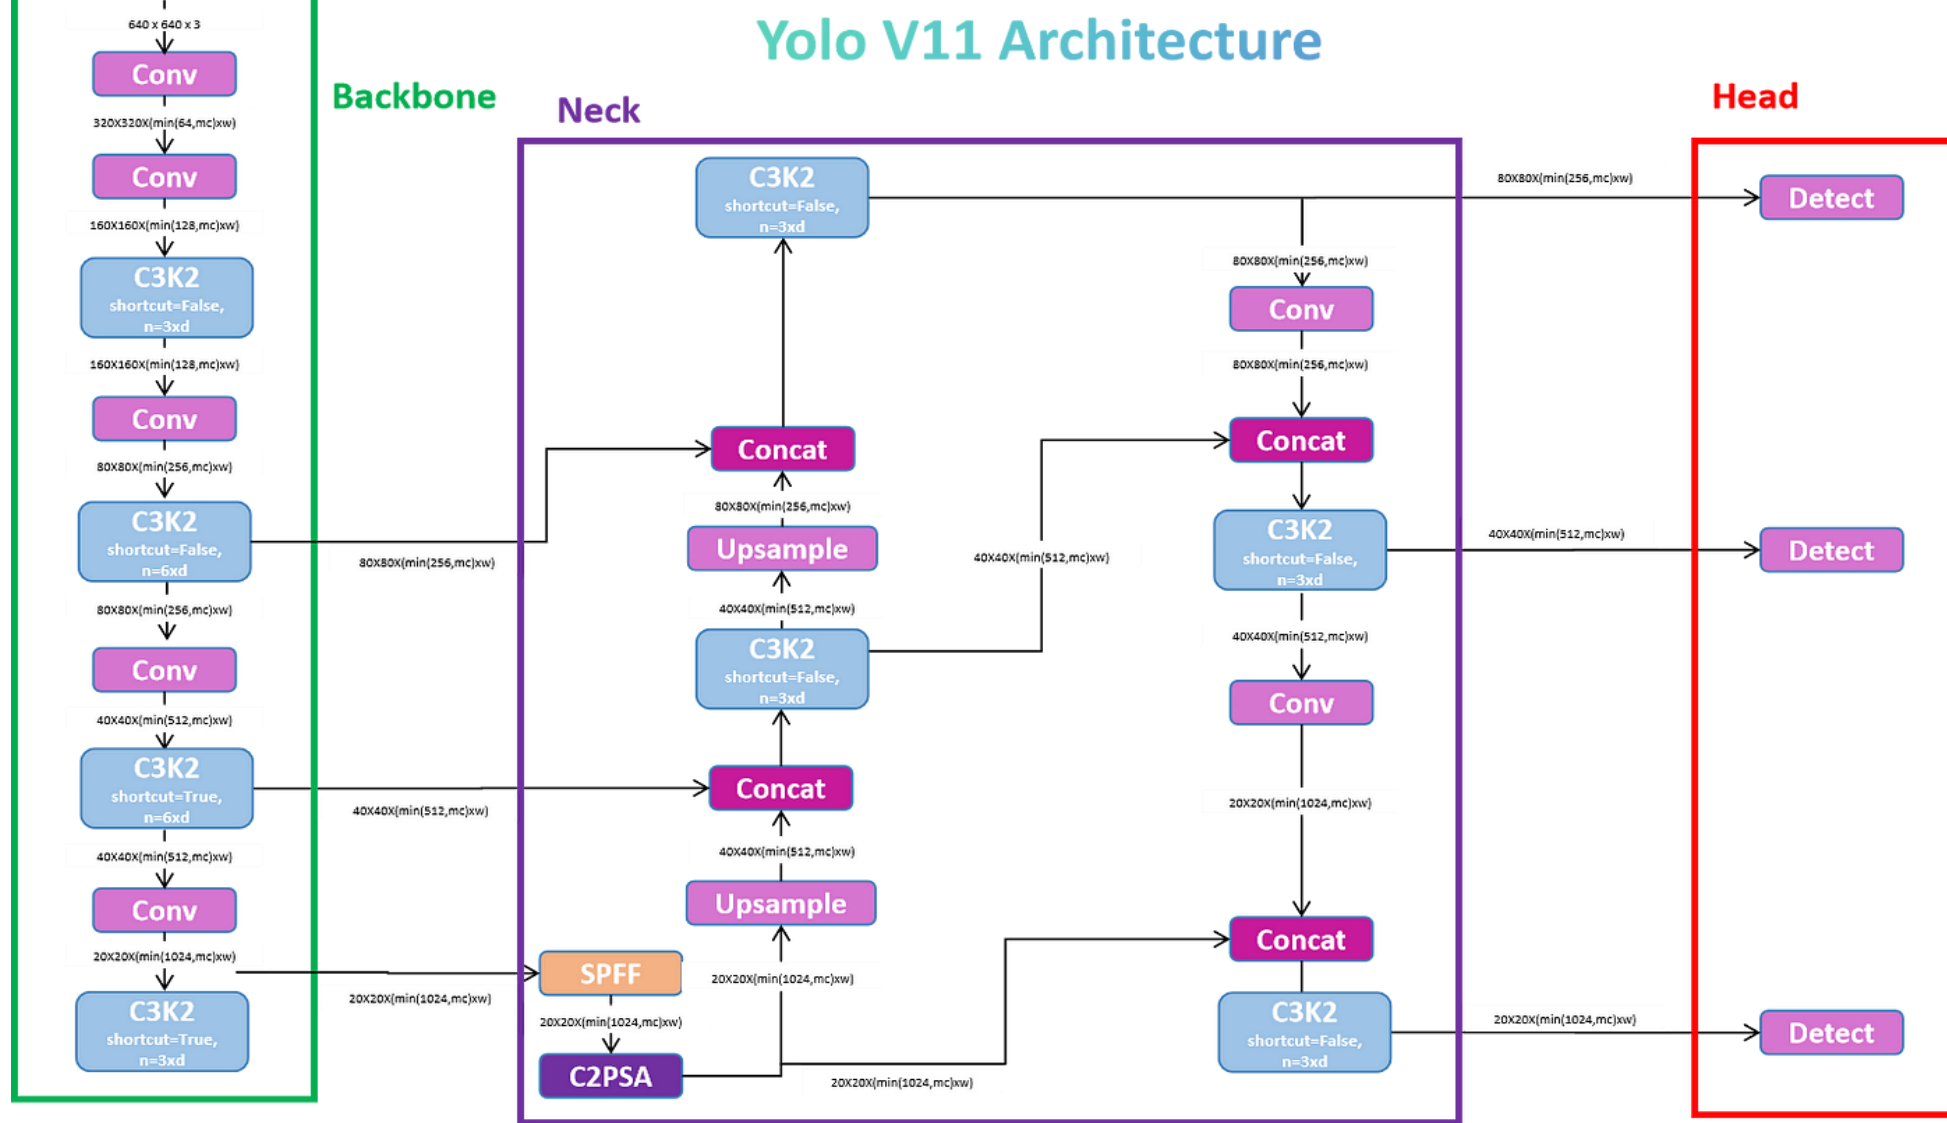 Yolo V11 Architecture
Backbone
640 x 640 x 3
Conv
320X320X(min(64,mc)xw)
Conv
160X160X(min(128,mc)xw)
C3K2
shortcut=False,
n=3xd
160X160X(min(128,mc)xw)
Conv
80X80X(min(256,mc)xw)
C3K2
shortcut=False,
n=6xd
80X80X(min(256,mc)xw)
80X80X(min(256,mc)xw)
Conv
40X40X(min(512,mc)xw)
C3K2
shortcut=True,
n=6xd
40X40X(min(512,mc)xw)
40X40X(min(512,mc)xw)
Conv
20X20X(min(1024,mc)xw)
20X20X(min(1024,mc)xw)
C3K2
shortcut=True,
n=3xd
Neck
C3K2
shortcut=False,
n=3xd
Concat
80X80X(min(256,mc)xw)
Upsample
40X40X(min(512,mc)xw)
C3K2
shortcut=False,
n=3xd
Concat
40X40X(min(512,mc)xw)
Upsample
20X20X(min(1024,mc)xw)
SPFF
20X20X(min(1024,mc)xw)
C2PSA
20X20X(min(1024,mc)xw)
40X40X(min(512,mc)xw)
80X80X(min(256,mc)xw)
Conv
80X80X(min(256,mc)xw)
Concat
C3K2
shortcut=False,
n=3xd
40X40X(min(512,mc)xw)
Conv
20X20X(min(1024,mc)xw)
Concat
C3K2
shortcut=False,
n=3xd
Head
80X80X(min(256,mc)xw)
Detect
40X40X(min(512,mc)xw)
Detect
20X20X(min(1024,mc)xw)
Detect